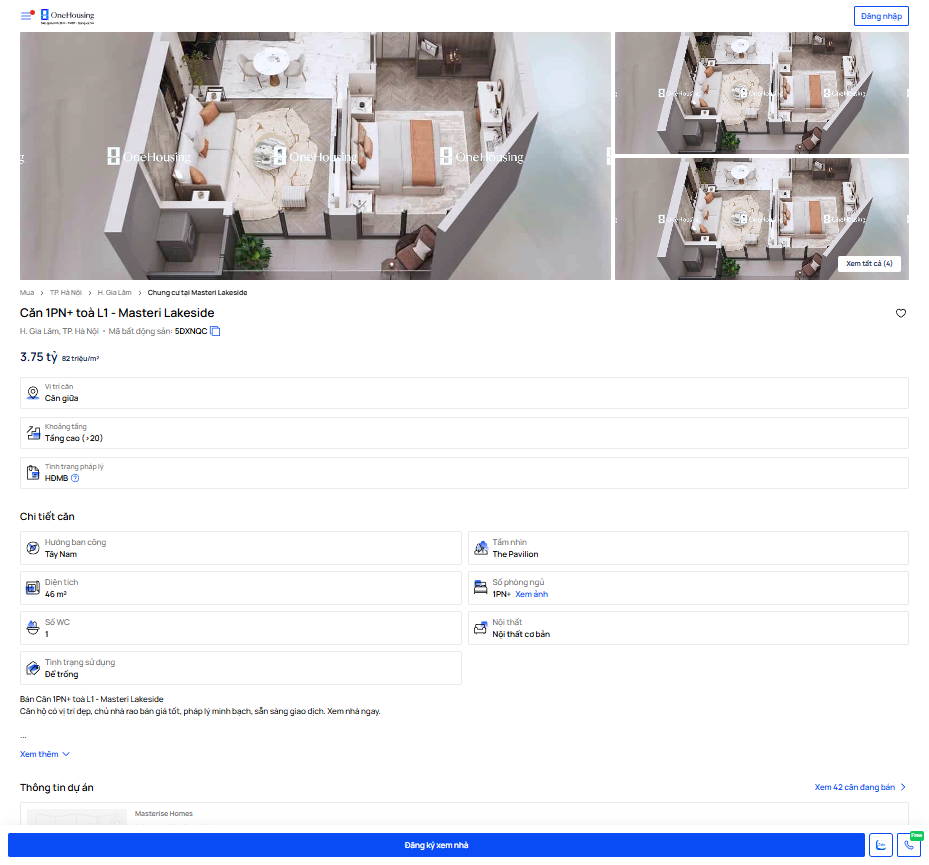 OneHousing
Đăng nhập
OneHousing
OneHousing
OneHousing
OneHousing
OneHousing
OneHousing
OneHousing
OneHousing
OneHousing
Xem tất cả (4)
Mua > TP. Hà Nội > H. Gia Lâm > Chung cư tại Masteri Lakeside
Căn 1PN+ toà L1 - Masteri Lakeside
H. Gia Lâm, TP. Hà Nội • Mã bất động sản: 5DXNQC
3.75 tỷ 82 triệu/m²
Vị trí căn
Căn giữa
Khoảng tầng
Tầng cao (>20)
Tình trạng pháp lý
HĐMB
Chi tiết căn
Hướng ban công
Tây Nam
Tầm nhìn
The Pavilion
Diện tích
46 m²
Số phòng ngủ
1PN+ Xem ảnh
Số WC
1
Nội thất
Nội thất cơ bản
Tình trạng sử dụng
Để trống
Bán Căn 1PN+ toà L1 - Masteri Lakeside
Căn hộ có vị trí đẹp, chủ nhà rao bán giá tốt, pháp lý minh bạch, sẵn sàng giao dịch. Xem nhà ngay.
...
Xem thêm
Thông tin dự án
Xem 42 căn đang bán
Masterise Homes
Đăng ký xem nhà
Free